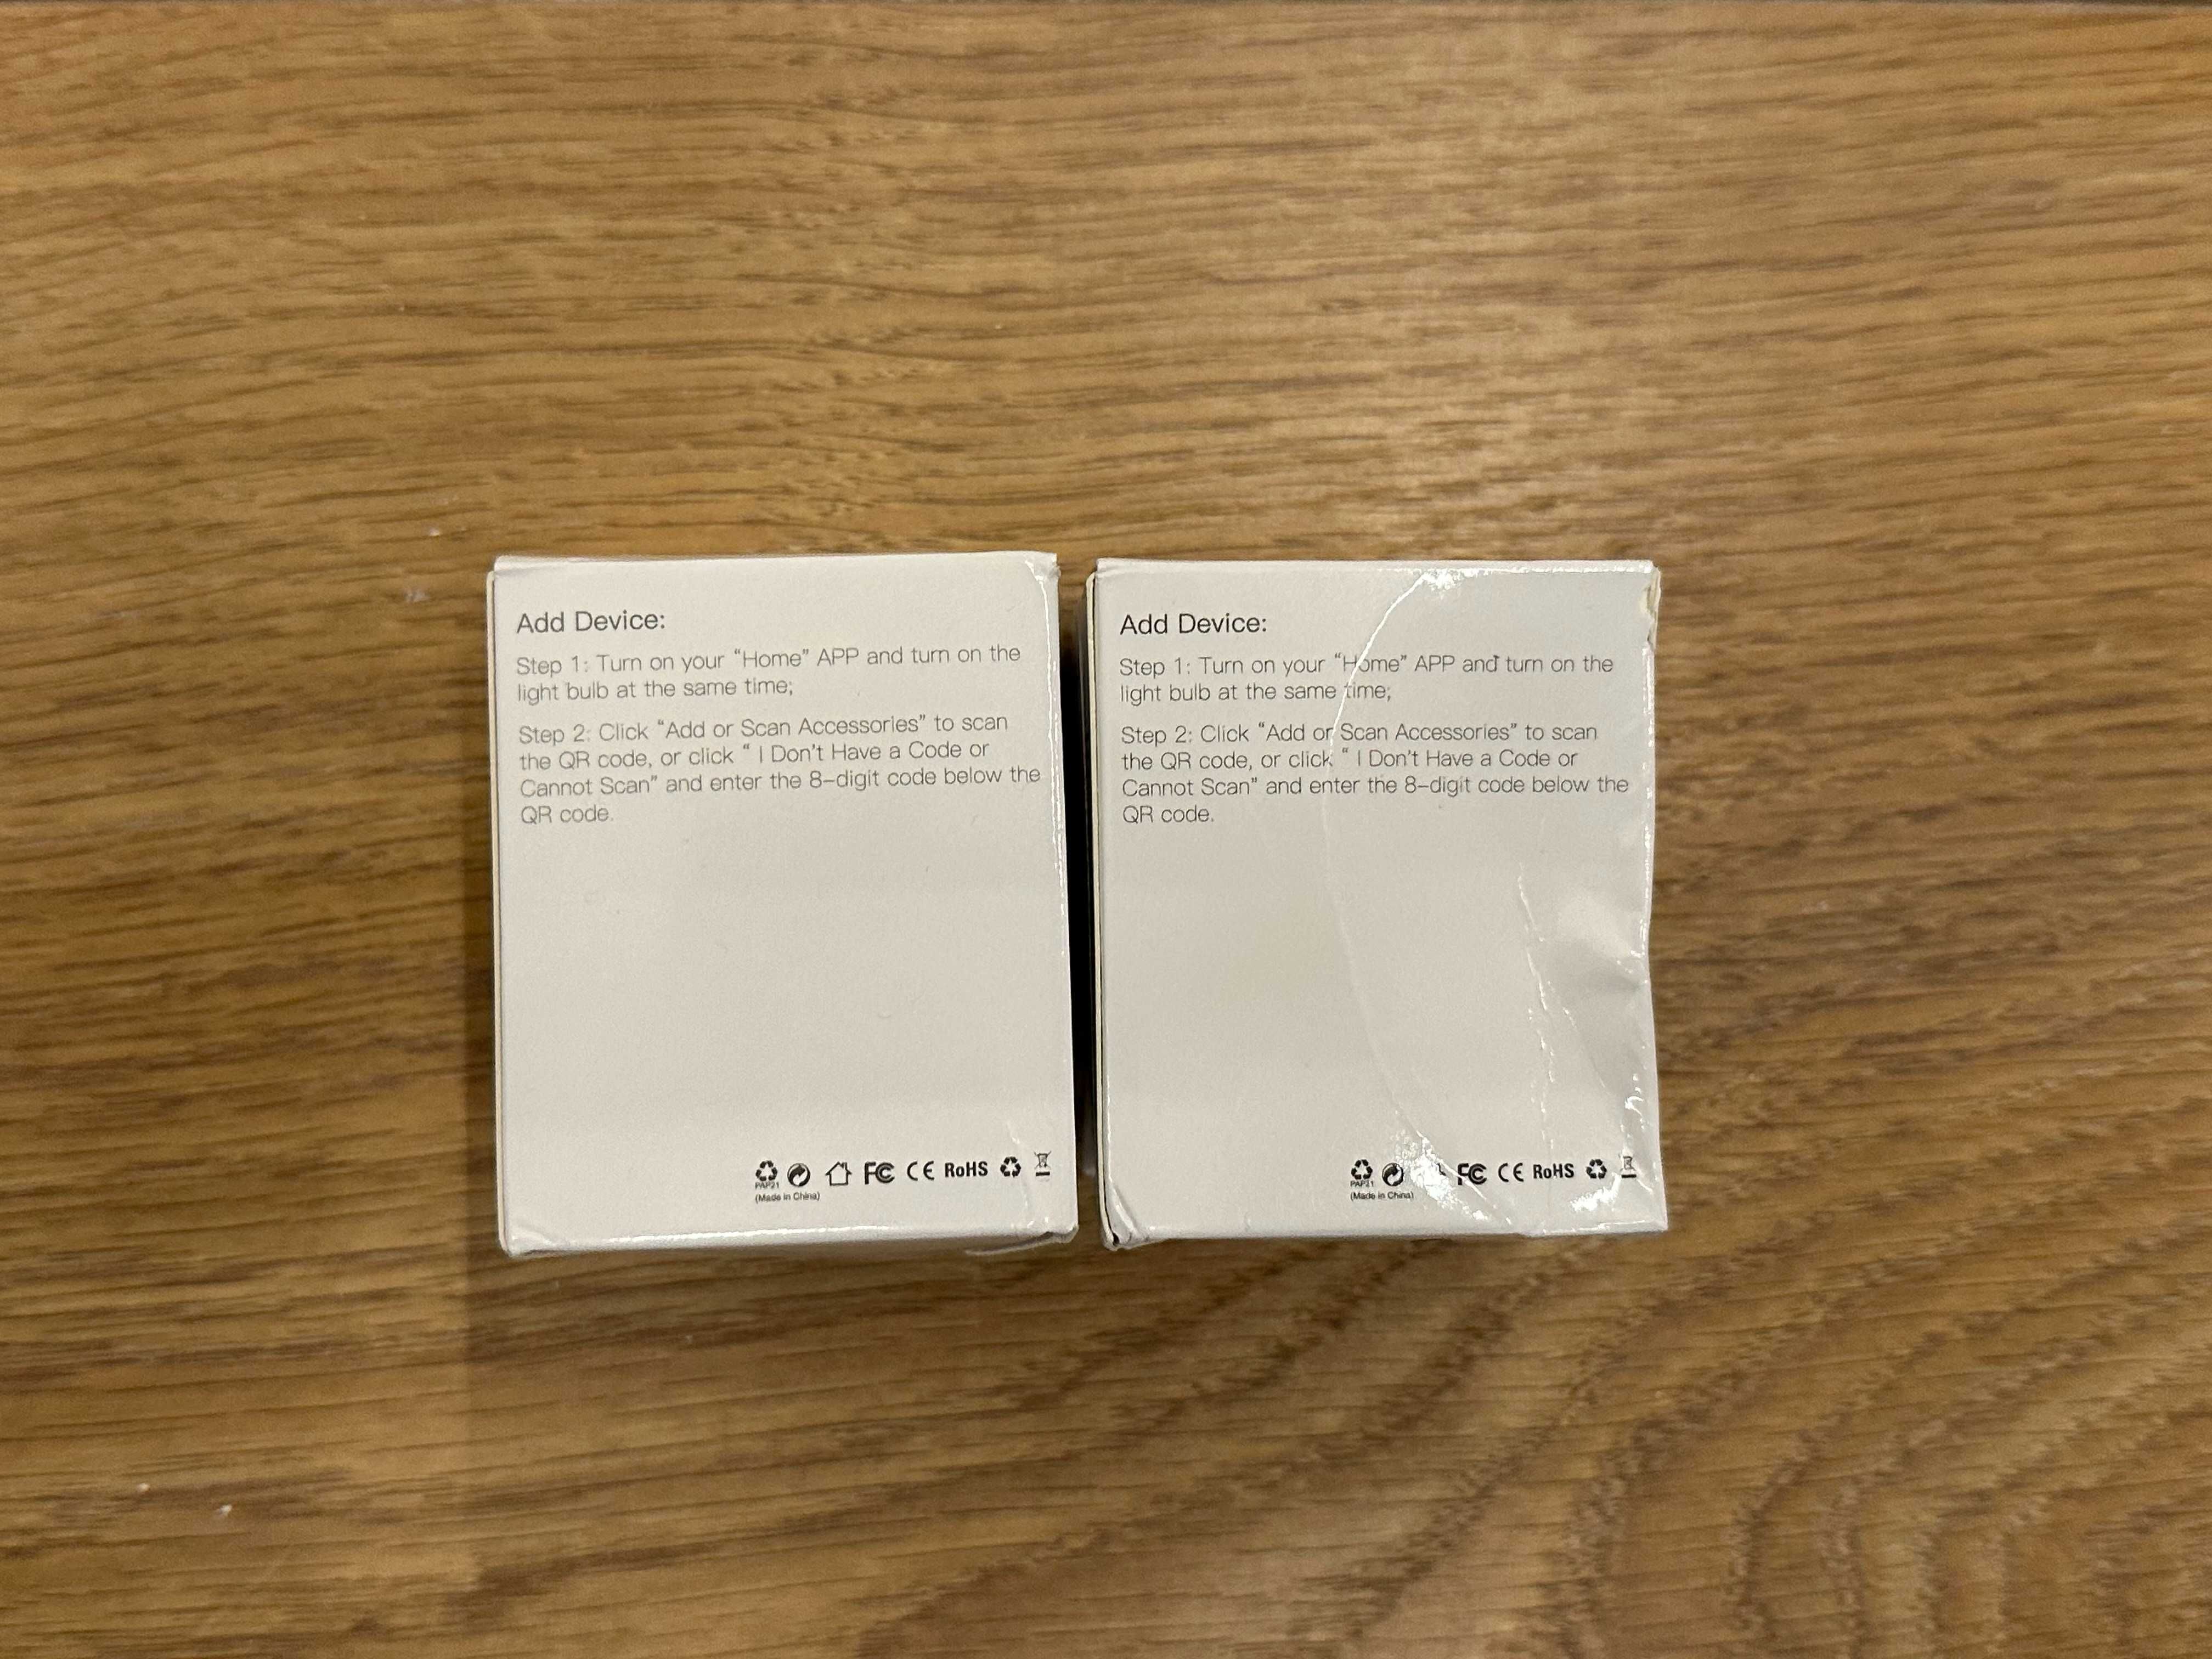 Add Device:
Step 1: Turn on your “Home” APP and turn on the
light bulb at the same time;
Step 2: Click “Add or Scan Accessories” to scan
the QR code, or click “ I Don't Have a Code or
Cannot Scan” and enter the 8–digit code below the
QR code.
PAP21
FC CE RoHS
(Made in China)
Add Device:
Step 1: Turn on your “Home” APP and turn on the
light bulb at the same time;
Step 2: Click “Add or Scan Accessories” to scan
the QR code, or click “ I Don't Have a Code or
Cannot Scan” and enter the 8–digit code below the
QR code.
PAP21
FC CE RoHS
(Made in China)